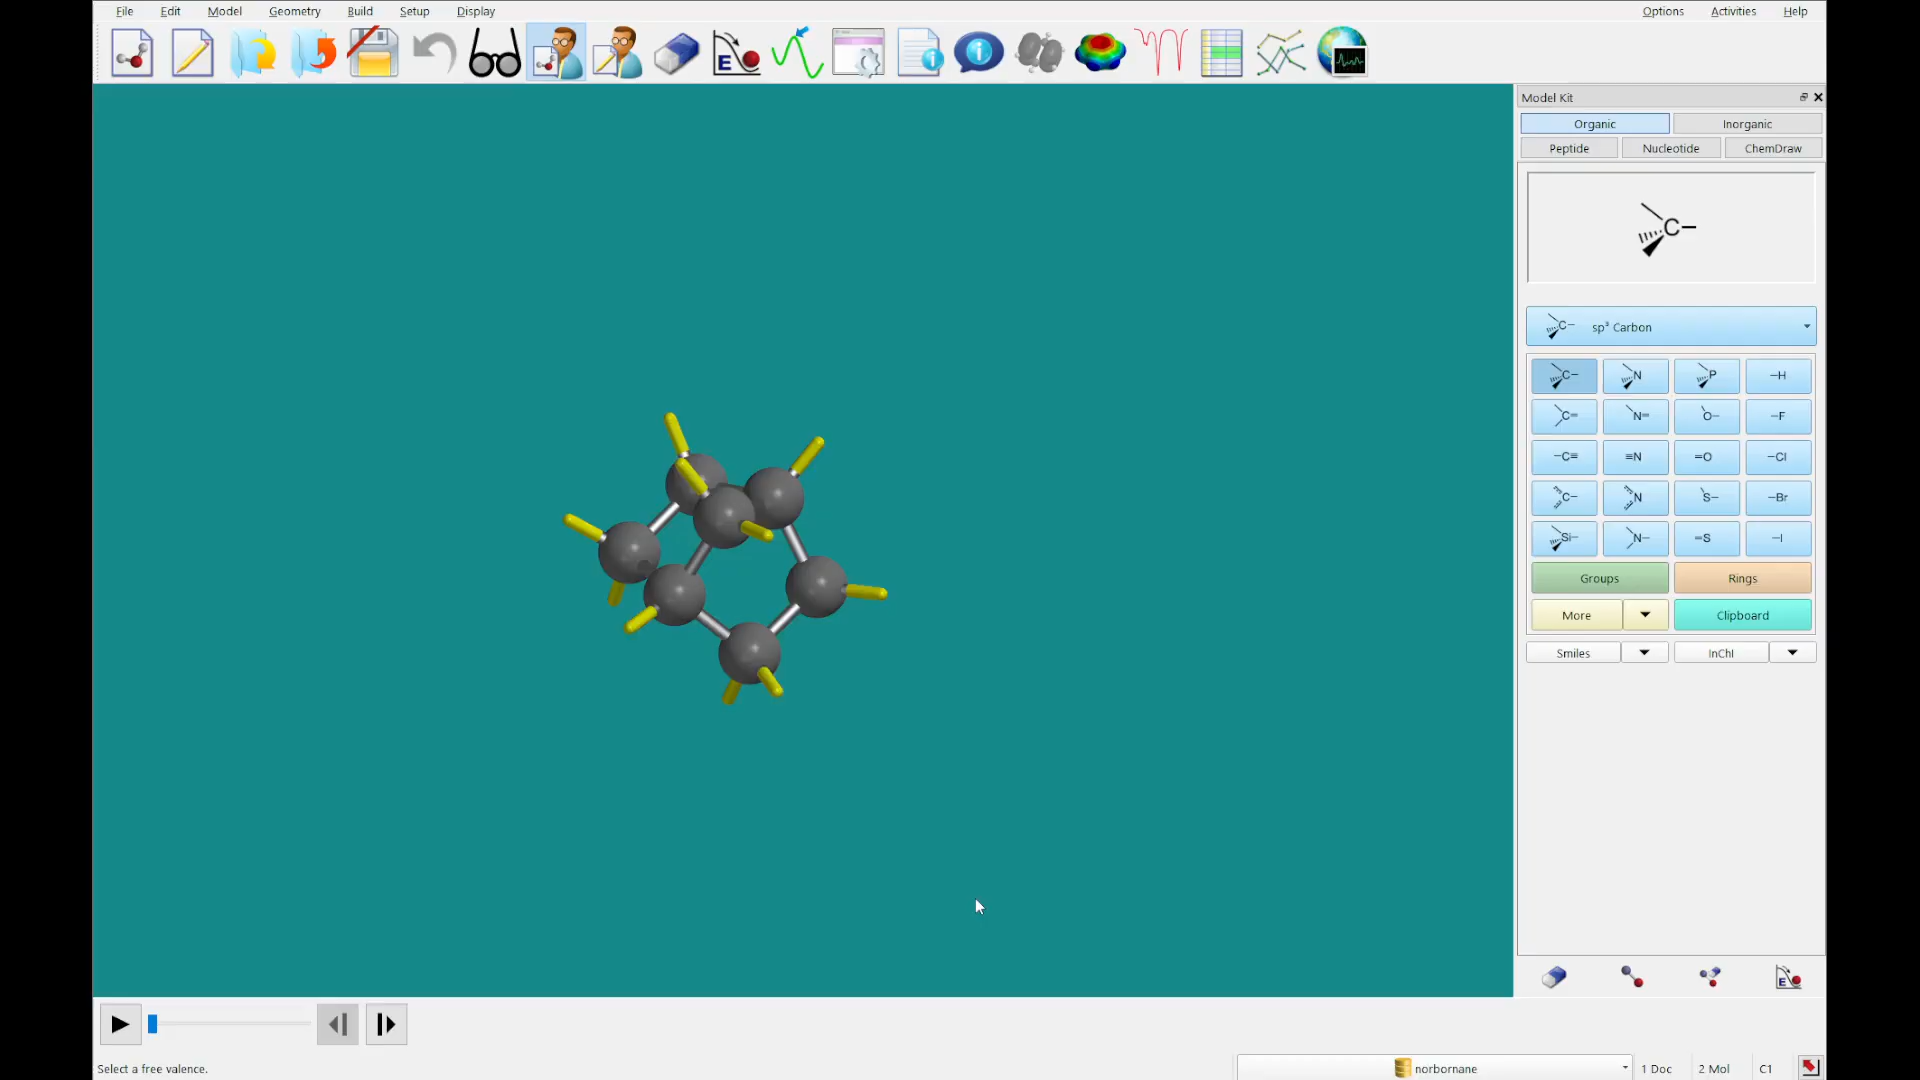 File Edit Model Geometry Build Setup Display Options Activities Help
Model Kit
Organic Inorganic
Peptide Nucleotide ChemDraw
C
C sp³ Carbon
C N P H
C N O F
C N O Cl
C N S Br
Si N S I
Groups Rings
More Clipboard
Smiles InChI
E
Select a free valence. norbornane 1 Doc 2 Mol C1